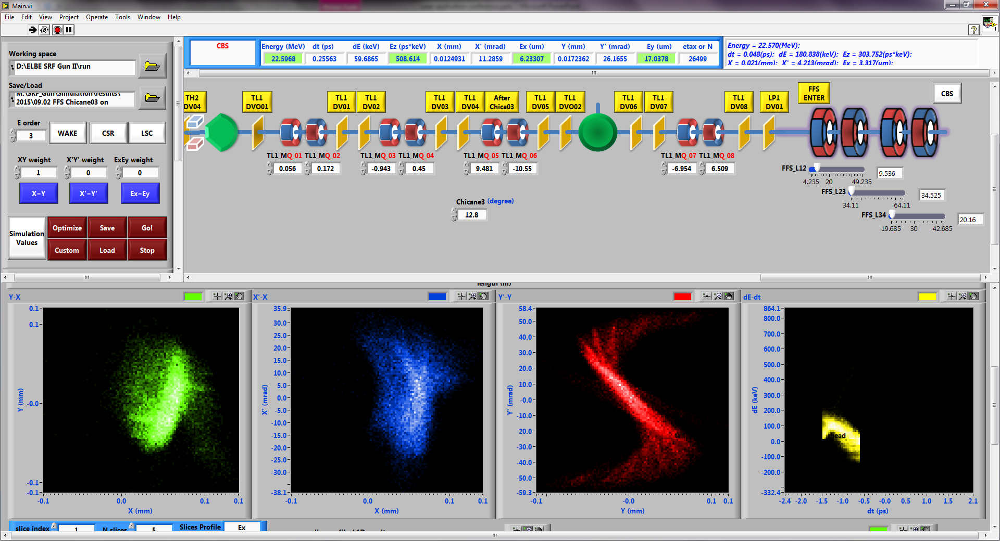 Main.vi
File Edit View Project Operate Tools Window Help
Working space
D:\ELBE SRF Gun II\run
Save/Load
M:\SRF_Gun\Simulation\results\
2015\09.02 FFS Chicane03 on
E order
3
WAKE CSR LSC
XY weight X'Y' weight ExEy weight
1 0 0
X=Y X'=Y' Ex=Ey
Simulation Values
Optimize Save Go!
Custom Load Stop
CBS
Energy (MeV) dt (ps) dE (keV) Ez (ps*keV) X (mm) X' (mrad) Ex (um) Y (mm) Y' (mrad) Ey (um) etax or N
22.5968 0.25563 59.6865 508.614 0.0124931 11.2859 6.23307 0.0172362 26.1655 17.0378 26499
Energy = 22.570(MeV);
dt = 0.048(ps); dE = 180.838(keV); Ez = 303.752(ps*keV);
X = 0.021(mm); X' = 4.213(mrad); Ex = 3.317(um);
TH2 DV04
TL1 DVO01
TL1 DV01
TL1 DV02
TL1 DV03
TL1 DV04
After Chica03
TL1 DV05
TL1 DVO02
TL1 DV06
TL1 DV07
TL1 DV08
LP1 DV01
FFS ENTER
CBS
TL1_MQ_01 TL1_MQ_02 TL1_MQ_03 TL1_MQ_04 TL1_MQ_05 TL1_MQ_06 TL1_MQ_07 TL1_MQ_08
0.056 0.172 -0.943 0.45 9.481 -10.55 -6.954 6.509
FFS_L12 9.536
4.235 20 49.235
FFS_L23 34.525
34.11 64.11
FFS_L34 20.16
19.685 30 42.685
Chicane3 (degree)
12.8
length (m)
Y-X
0.1
0.1
-0.0
-0.1
-0.1
Y (mm)
-0.1 0.0 0.1 0.1
X (mm)
X'-X
35.9
30.0
25.0
20.0
15.0
10.0
5.0
0.0
-5.0
-10.0
-15.0
-20.0
-25.0
-30.0
-38.1
X' (mrad)
-0.1 0.0 0.1 0.1
X (mm)
Y'-Y
58.4
50.0
40.0
30.0
20.0
10.0
-0.0
-10.0
-20.0
-30.0
-40.0
-50.0
-59.3
Y' (mrad)
-0.1 -0.0 0.1 0.1
Y (mm)
dE-dt
864.1
800.0
700.0
600.0
500.0
400.0
300.0
200.0
100.0
0.0
-100.0
-200.0
-332.4
dE (keV)
head
-2.4 -2.0 -1.5 -1.0 -0.5 -0.0 0.5 1.0 1.5 2.1
dt (ps)
slice index 1 N slices 5 Slices Profile Ex